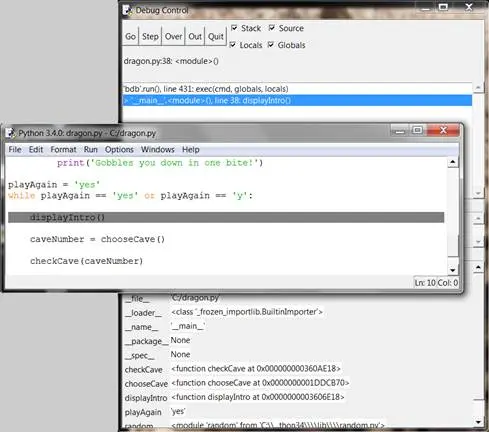 Debug Control
Go Step Over Out Quit
Stack Source
Locals Globals
dragon.py:38: <module>()
'bdb'.run(), line 431: exec(cmd, globals, locals)
> '__main__'.<module>(), line 38: displayIntro()
Python 3.4.0: dragon.py - C:/dragon.py
File Edit Format Run Options Windows Help
print('Gobbles you down in one bite!')
playAgain = 'yes'
while playAgain == 'yes' or playAgain == 'y':
displayIntro()
caveNumber = chooseCave()
checkCave(caveNumber)
Ln: 10 Col: 0
__file__ 'C:/dragon.py'
__loader__ <class '_frozen_importlib.BuiltinImporter'>
__name__ '__main__'
__package__ None
__spec__ None
checkCave <function checkCave at 0x000000000360AE18>
chooseCave <function chooseCave at 0x0000000001DDCB70>
displayIntro <function displayIntro at 0x0000000003606E18>
playAgain 'yes'
random <module 'random' from 'C:\\..thon34\\\\lib\\\\random.py'>